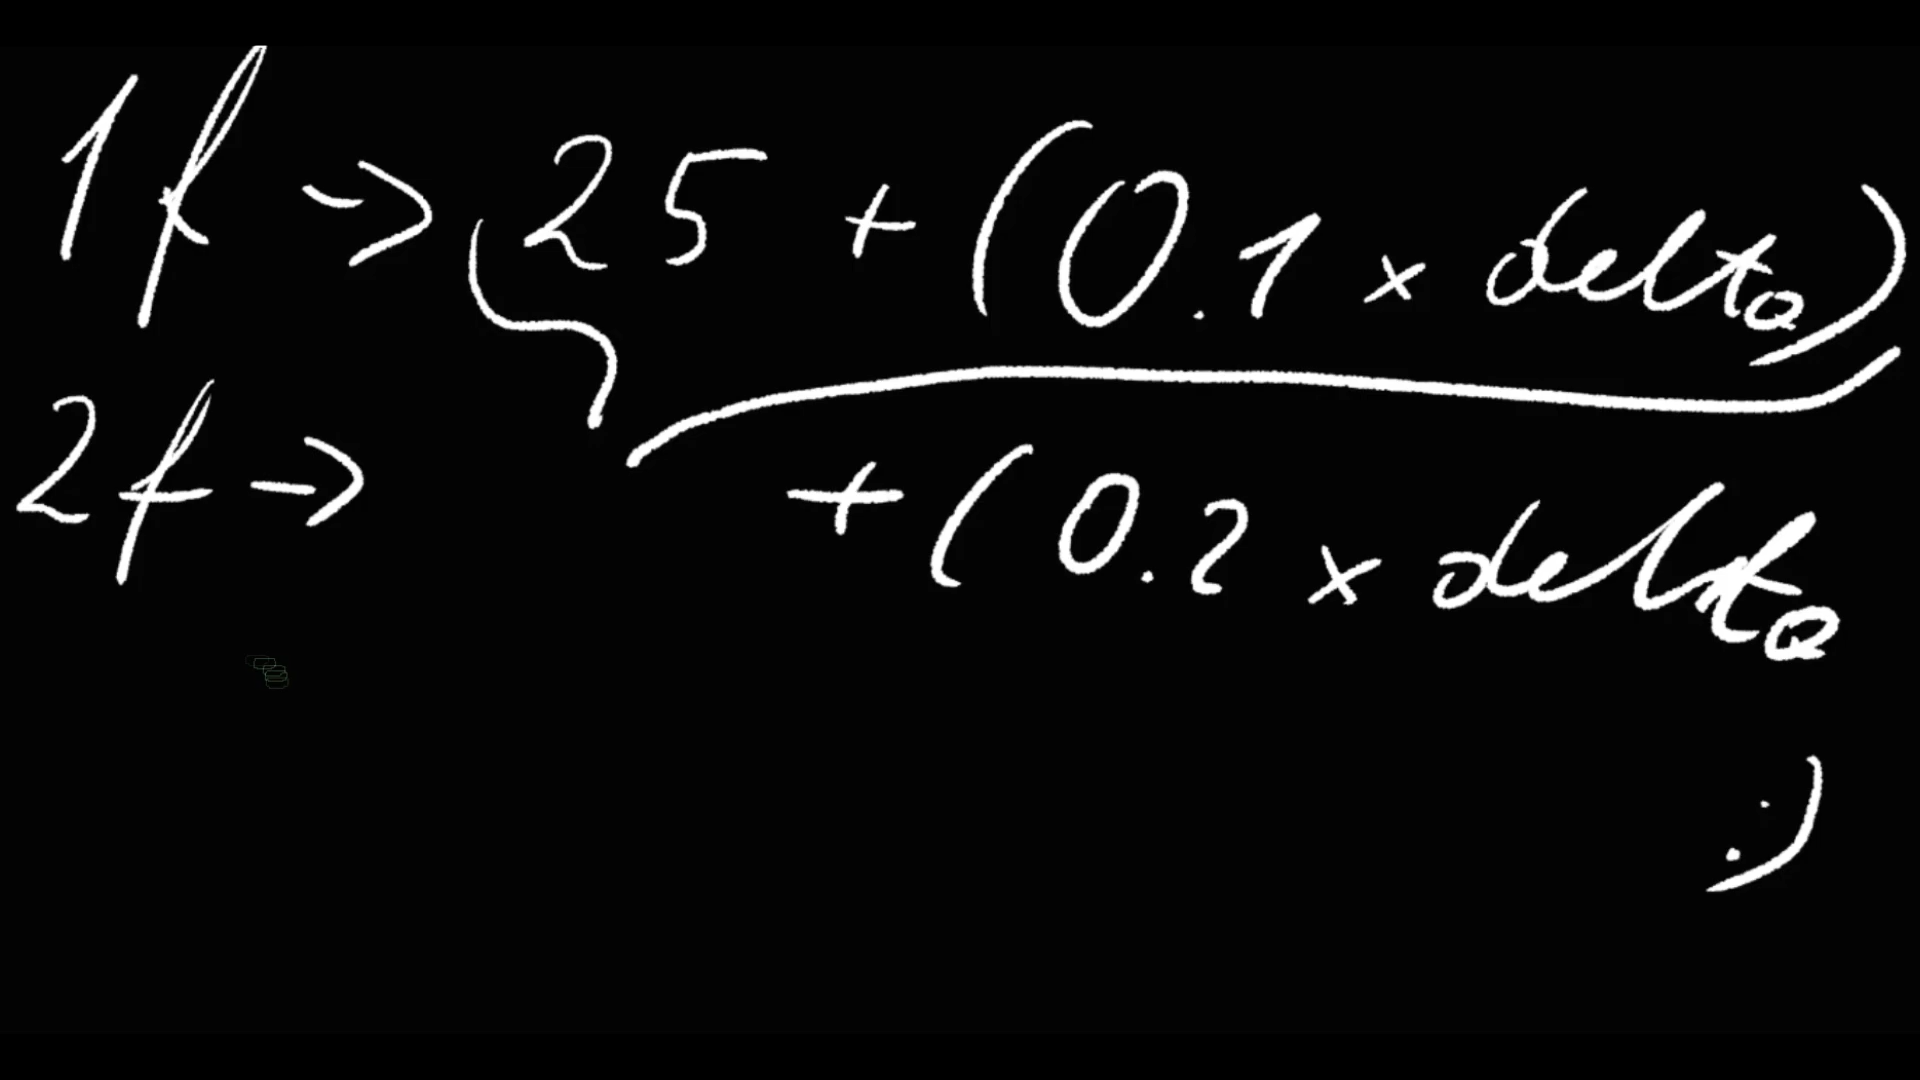 1f -> 25 + (0.1 x delta)
2f -> + (0.2 x delta
:)